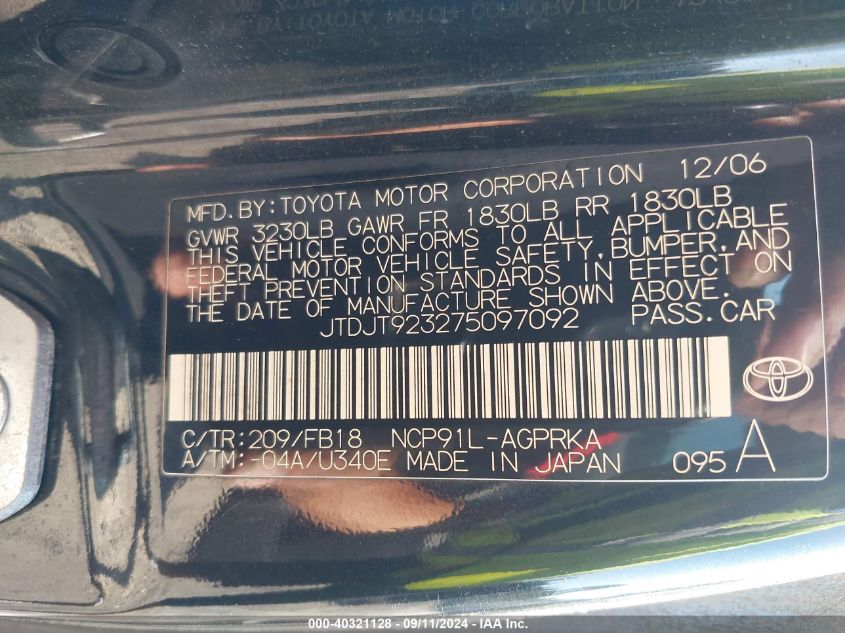 MFD.BY:TOYOTA MOTOR CORPORATION 12/06
GVWR 3230LB GAWR FR 1830LB RR 1830LB
THIS VEHICLE CONFORMS TO ALL APPLICABLE
FEDERAL MOTOR VEHICLE SAFETY,BUMPER,AND
THEFT PREVENTION STANDARDS IN EFFECT ON
THE DATE OF MANUFACTURE SHOWN ABOVE.
JTDJT923275097092 PASS.CAR
C/TR:209/FB18 NCP91L-AGPRKA
A/TM:-04A/U340E MADE IN JAPAN 095 A
000-40321128 - 09/11/2024 - IAA, Inc.